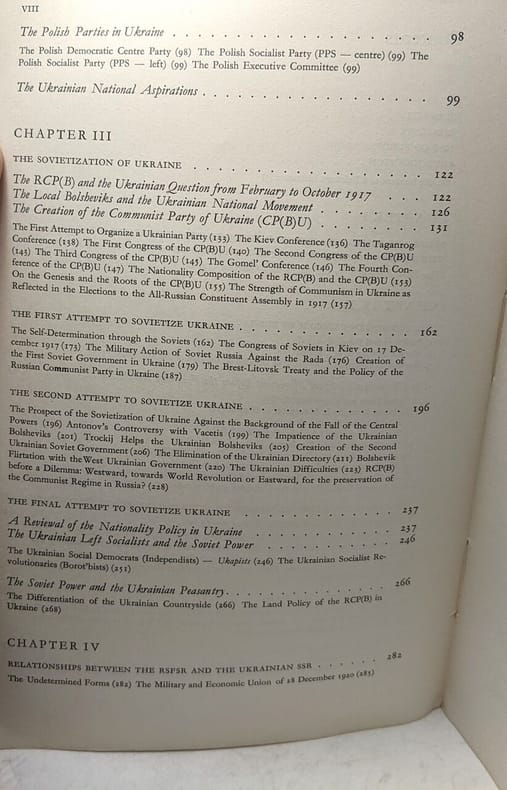 VIII
The Polish Parties in Ukraine . . . . . . . . . . . . . . . . . 98
The Polish Democratic Centre Party (98) The Polish Socialist Party (PPS — centre) (99) The
Polish Socialist Party (PPS — left) (99) The Polish Executive Committee (99)
The Ukrainian National Aspirations . . . . . . . . . . . . . . . . 99
CHAPTER III
THE SOVIETIZATION OF UKRAINE . . . . . . . . . . . . . . . . . 122
The RCP(B) and the Ukrainian Question from February to October 1917 . . . 122
The Local Bolsheviks and the Ukrainian National Movement . . . . . . . . 126
The Creation of the Communist Party of Ukraine (CP(B)U) . . . . . . . . 131
The First Attempt to Organize a Ukrainian Party (133) The Kiev Conference (136) The Taganrog
Conference (138) The First Congress of the CP(B)U (140) The Second Congress of the CP(B)U
(143) The Third Congress of the CP(B)U (145) The Gomel' Conference (146) The Fourth Con-
ference of the CP(B)U (147) The Nationality Composition of the RCP(B) and the CP(B)U (153)
On the Genesis and the Roots of the CP(B)U (155) The Strength of Communism in Ukraine as
Reflected in the Elections to the All-Russian Constituent Assembly in 1917 (157)
THE FIRST ATTEMPT TO SOVIETIZE UKRAINE . . . . . . . . . . . . . 162
The Self-Determination through the Soviets (162) The Congress of Soviets in Kiev on 17 De-
cember 1917 (173) The Military Action of Soviet Russia Against the Rada (176) Creation of
the First Soviet Government in Ukraine (179) The Brest-Litovsk Treaty and the Policy of the
Russian Communist Party in Ukraine (187)
THE SECOND ATTEMPT TO SOVIETIZE UKRAINE . . . . . . . . . . . . 196
The Prospect of the Sovietization of Ukraine Against the Background of the Fall of the Central
Powers (196) Antonov's Controversy with Vacetis (199) The Impatience of the Ukrainian
Bolsheviks (201) Trockij Helps the Ukrainian Bolsheviks (205) Creation of the Second
Ukrainian Soviet Government (206) The Elimination of the Ukrainian Directory (211) Bolshevik
Flirtation with the West Ukrainian Government (220) The Ukrainian Difficulties (223) RCP(B)
before a Dilemma: Westward, towards World Revolution or Eastward, for the preservation of
the Communist Regime in Russia? (228)
THE FINAL ATTEMPT TO SOVIETIZE UKRAINE . . . . . . . . . . . . 237
A Reviewal of the Nationality Policy in Ukraine . . . . . . . . . . . . 237
The Ukrainian Left Socialists and the Soviet Power . . . . . . . . . . . 246
The Ukrainian Social Democrats (Independists) — Ukapists (246) The Ukrainian Socialist Re-
volutionaries (Borot'bists) (251)
The Soviet Power and the Ukrainian Peasantry . . . . . . . . . . . . . 266
The Differentiation of the Ukrainian Countryside (266) The Land Policy of the RCP(B) in
Ukraine (268)
CHAPTER IV
RELATIONSHIPS BETWEEN THE RSFSR AND THE UKRAINIAN SSR . . . . . . 282
The Undetermined Forms (282) The Military and Economic Union of 28 December 1920 (285)